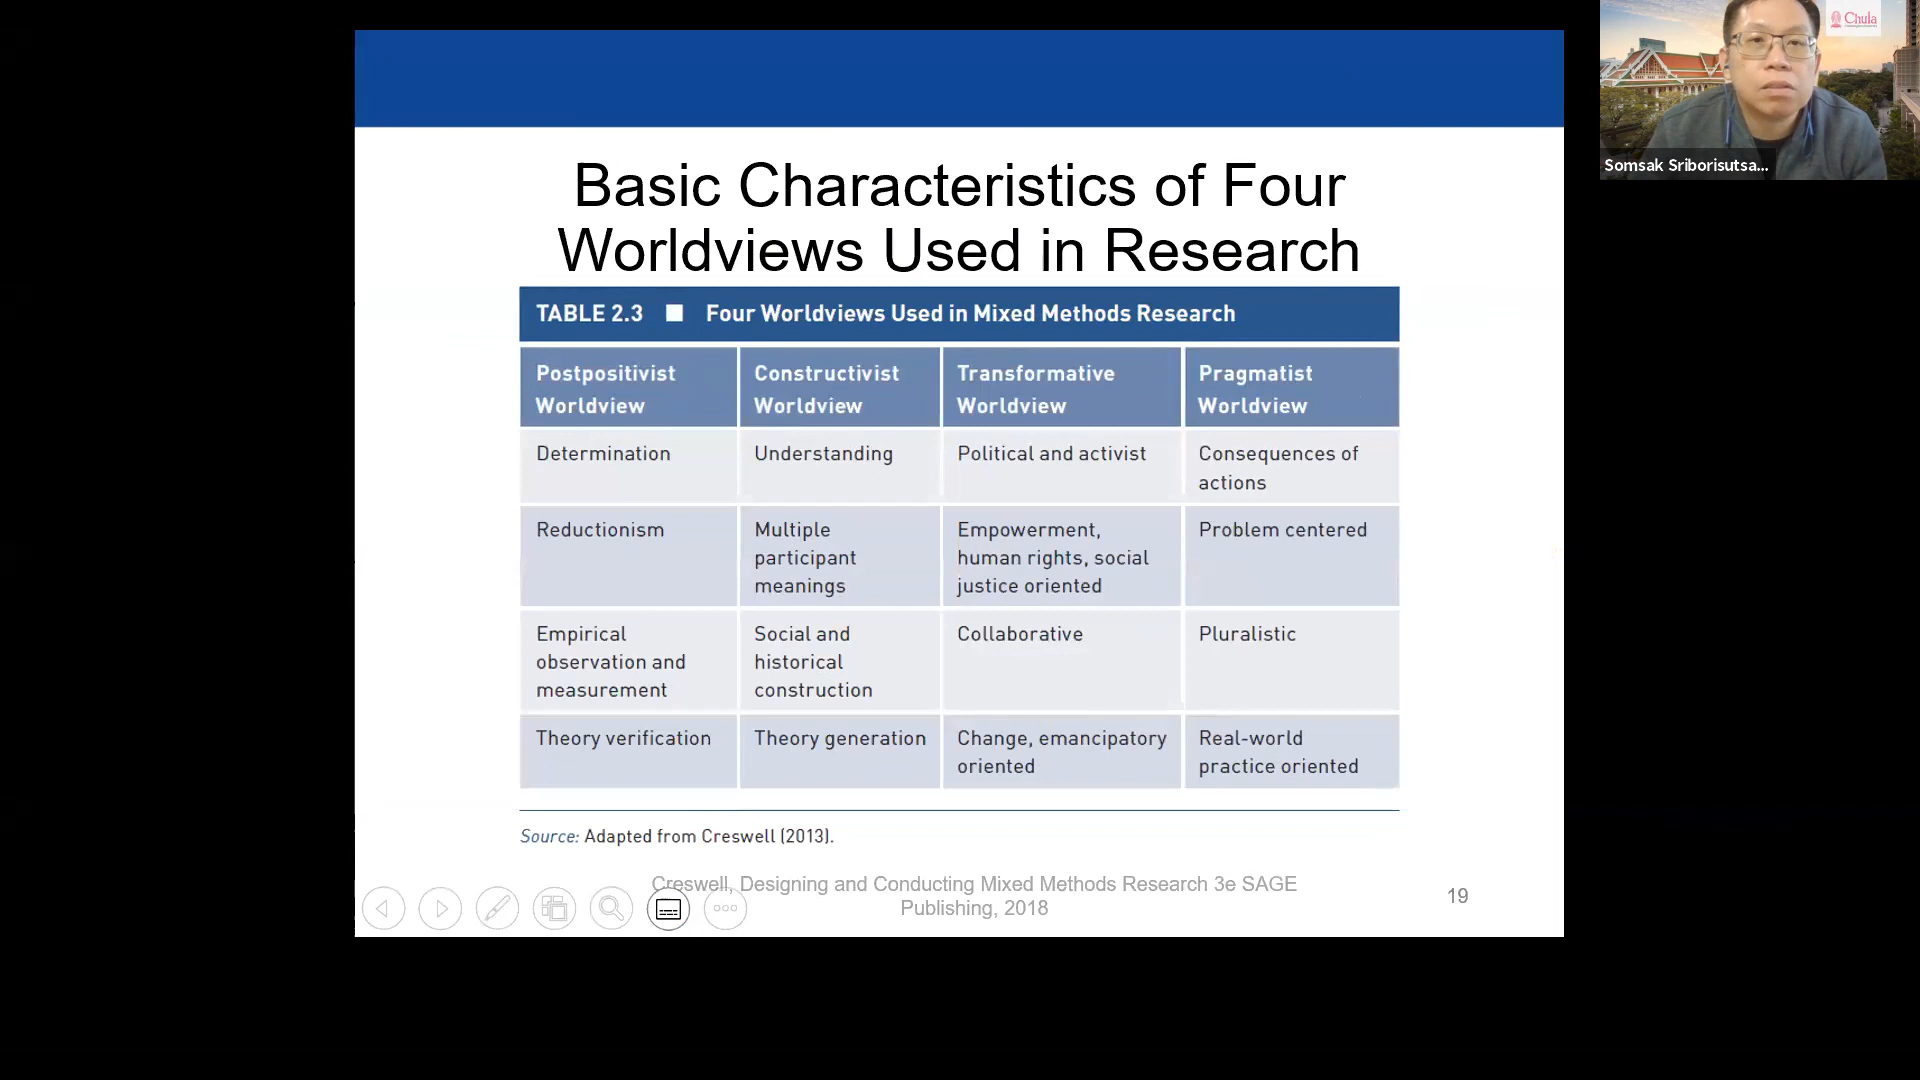 Chula
Somsak Sriborisutsa...
Basic Characteristics of Four
Worldviews Used in Research
TABLE 2.3 ■ Four Worldviews Used in Mixed Methods Research
Postpositivist
Worldview
Constructivist
Worldview
Transformative
Worldview
Pragmatist
Worldview
Determination
Understanding
Political and activist
Consequences of
actions
Reductionism
Multiple
participant
meanings
Empowerment,
human rights, social
justice oriented
Problem centered
Empirical
observation and
measurement
Social and
historical
construction
Collaborative
Pluralistic
Theory verification
Theory generation
Change, emancipatory
oriented
Real-world
practice oriented
Source: Adapted from Creswell (2013).
Creswell, Designing and Conducting Mixed Methods Research 3e SAGE
Publishing, 2018
19